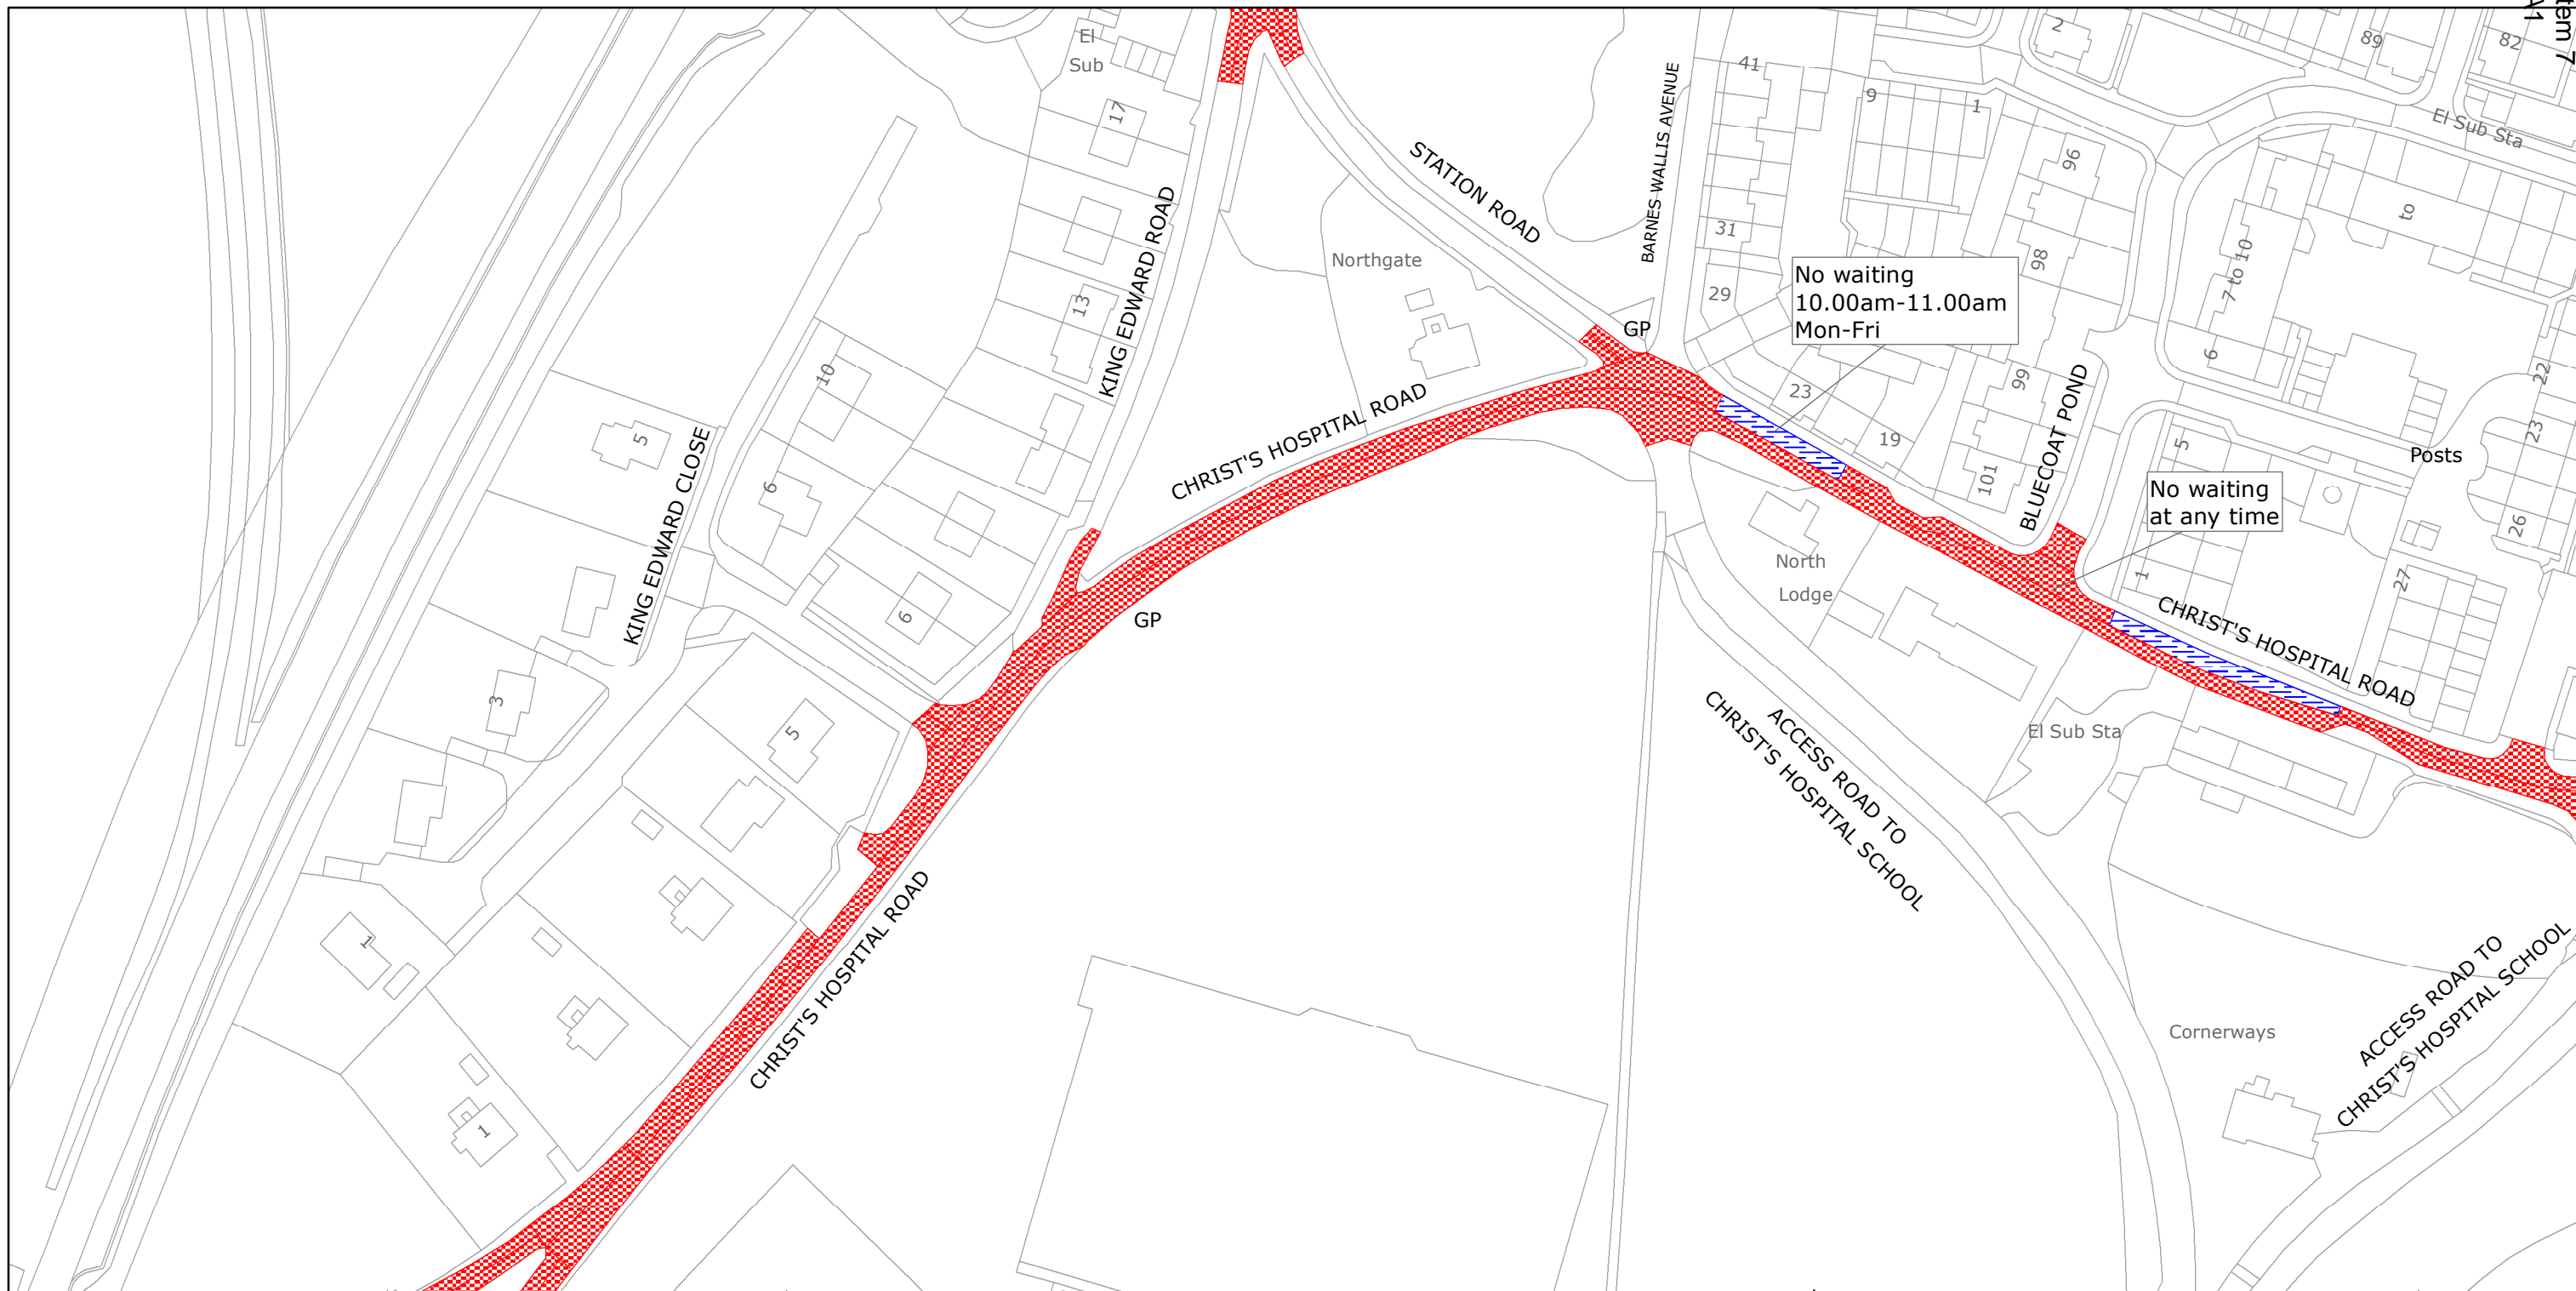 tem 7
A1
El
Sub
17
2
89
82
41
9
1
El Sub Sta
STATION ROAD
BARNES WALLIS AVENUE
96
KING EDWARD ROAD
31
to
98
7 to 10
Northgate
29
13
No waiting
10.00am-11.00am
Mon-Fri
GP
6
10
23
99
22
CHRIST'S HOSPITAL ROAD
BLUECOAT POND
5
KING EDWARD CLOSE
19
5
23
Posts
6
101
No waiting
at any time
26
North
Lodge
1
27
6
GP
CHRIST'S HOSPITAL ROAD
3
5
El Sub Sta
ACCESS ROAD TO
CHRIST'S HOSPITAL SCHOOL
CHRIST'S HOSPITAL ROAD
1
ACCESS ROAD TO
CHRIST'S HOSPITAL SCHOOL
Cornerways
1